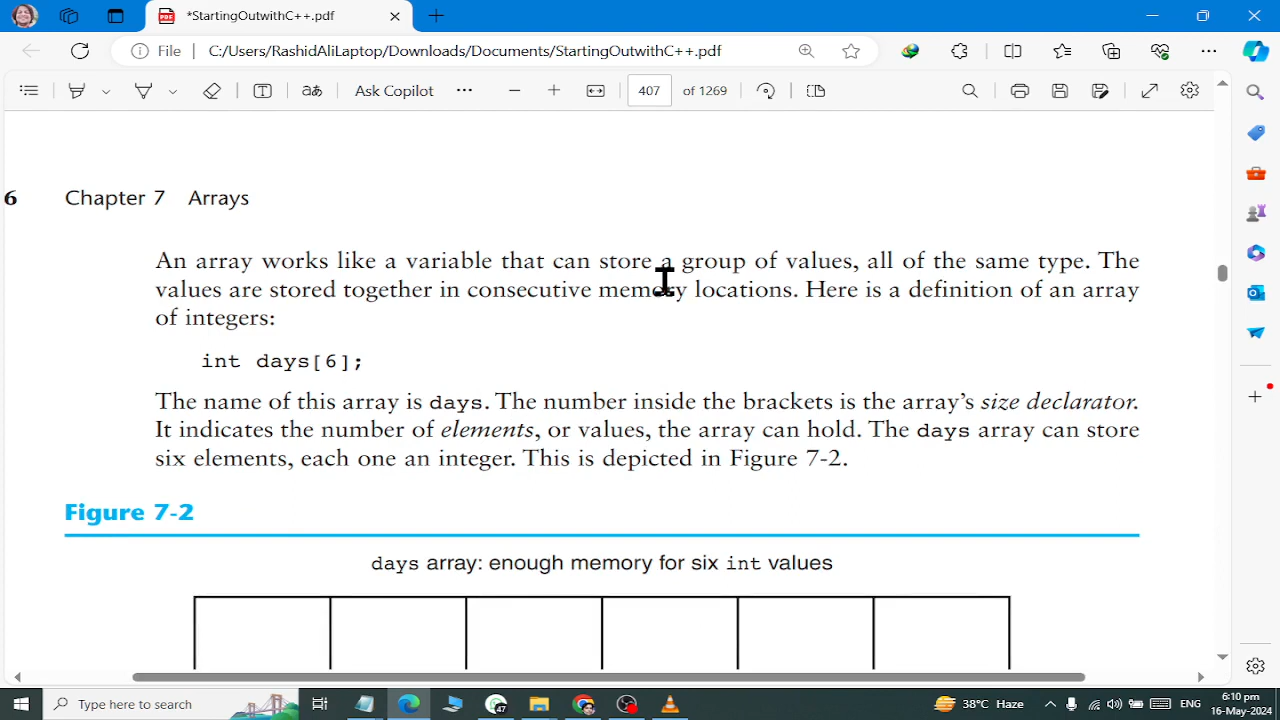 *StartingOutwithC++.pdf
File
C:/Users/RashidAliLaptop/Downloads/Documents/StartingOutwithC++.pdf
Ask Copilot
407 of 1269
6 Chapter 7 Arrays
An array works like a variable that can store a group of values, all of the same type. The
values are stored together in consecutive memory locations. Here is a definition of an array
of integers:
int days[6];
The name of this array is days. The number inside the brackets is the array's size declarator.
It indicates the number of elements, or values, the array can hold. The days array can store
six elements, each one an integer. This is depicted in Figure 7-2.
Figure 7-2
days array: enough memory for six int values
Type here to search
47
38°C Haze
ENG
6:10 pm
16-May-2024